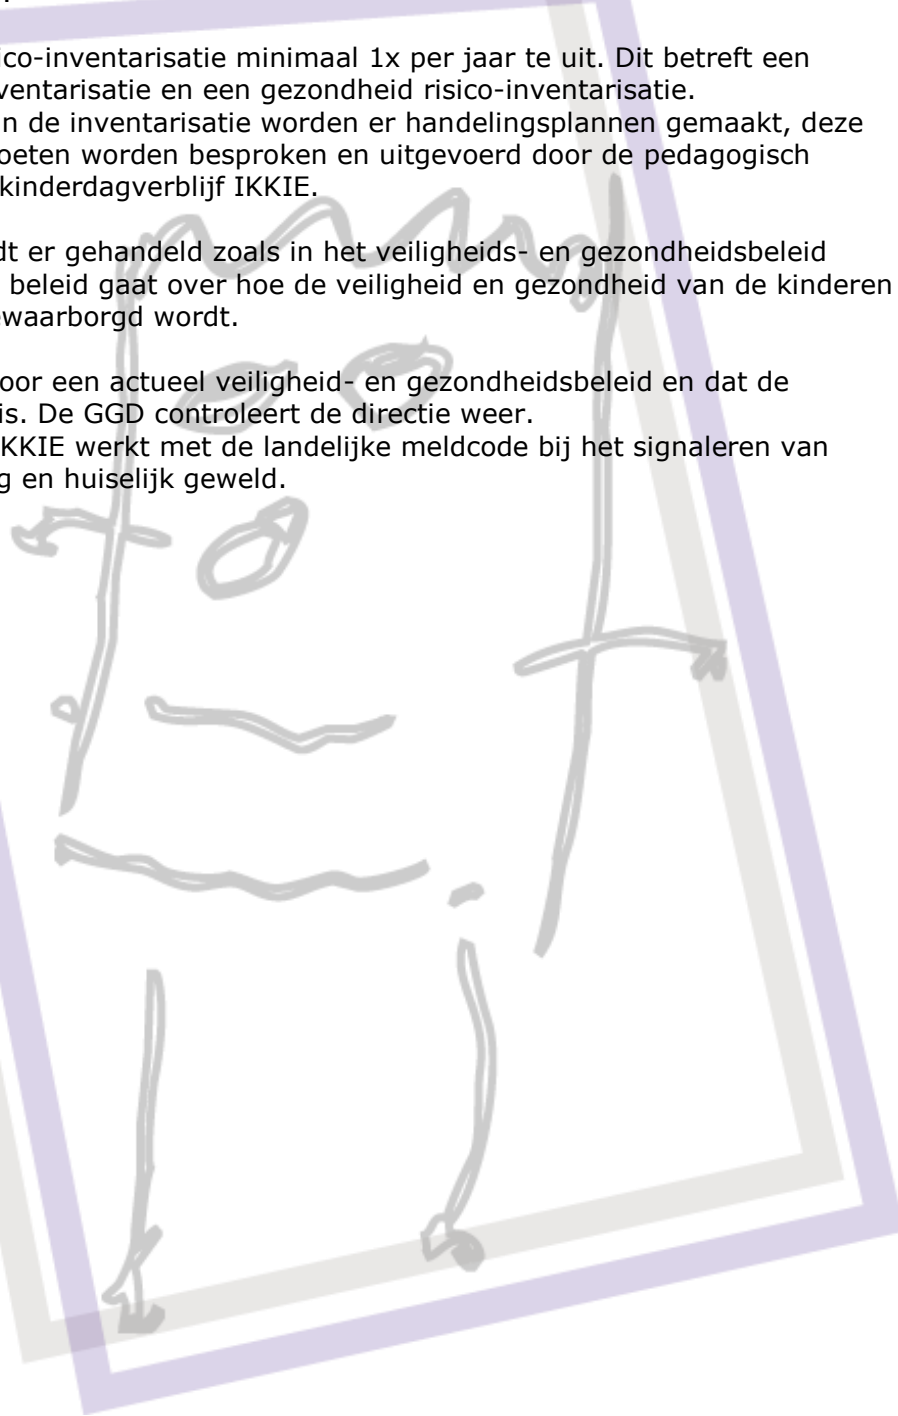 ico-inventarisatie minimaal 1x per jaar te uit. Dit betreft een
ventarisatie en een gezondheid risico-inventarisatie.
n de inventarisatie worden er handelingsplannen gemaakt, deze
oeten worden besproken en uitgevoerd door de pedagogisch
kinderdagverblijf IKKIE.
dt er gehandeld zoals in het veiligheids- en gezondheidsbeleid
beleid gaat over hoe de veiligheid en gezondheid van de kinderen
ewaarborgd wordt.
oor een actueel veiligheid- en gezondheidsbeleid en dat de
is. De GGD controleert de directie weer.
KKIE werkt met de landelijke meldcode bij het signaleren van
g en huiselijk geweld.